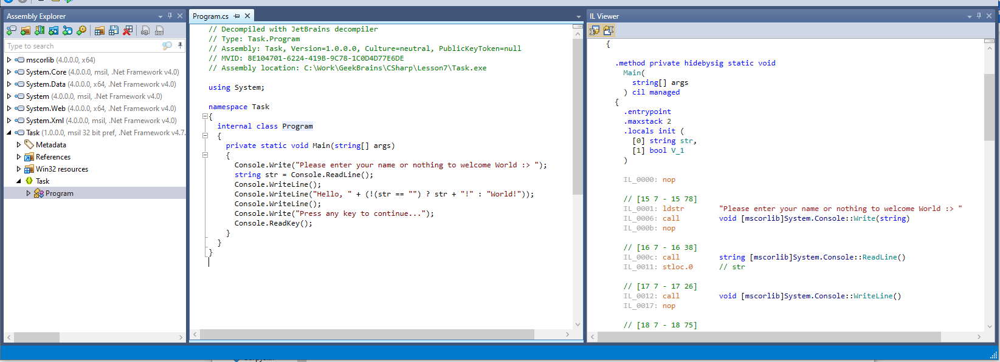 Assembly Explorer
Type to search
mscorlib (4.0.0.0, x64)
System.Core (4.0.0.0, msil, .Net Framework v4.0)
System.Data (4.0.0.0, x64, .Net Framework v4.0)
System (4.0.0.0, msil, .Net Framework v4.0)
System.Web (4.0.0.0, x64, .Net Framework v4.0)
System.Xml (4.0.0.0, msil, .Net Framework v4.0)
Task (1.0.0.0, msil 32 bit pref, .Net Framework v4.7.
Metadata
References
Win32 resources
Task
Program
Program.cs
// Decompiled with JetBrains decompiler
// Type: Task.Program
// Assembly: Task, Version=1.0.0.0, Culture=neutral, PublicKeyToken=null
// MVID: 8E104701-6224-419B-9C78-1C0D4D77E6DE
// Assembly location: C:\Work\GeekBrains\CSharp\Lesson7\Task.exe
using System;
namespace Task
{
internal class Program
{
private static void Main(string[] args)
{
Console.Write("Please enter your name or nothing to welcome World :> ");
string str = Console.ReadLine();
Console.WriteLine();
Console.WriteLine("Hello, " + (!(str == "") ? str + "!" : "World!"));
Console.WriteLine();
Console.Write("Press any key to continue...");
Console.ReadKey();
}
}
}
IL Viewer
{
.method private hidebysig static void
Main(
string[] args
) cil managed
{
.entrypoint
.maxstack 2
.locals init (
[0] string str,
[1] bool V_1
)
IL_0000: nop
// [15 7 - 15 78]
IL_0001: ldstr "Please enter your name or nothing to welcome World :> "
IL_0006: call void [mscorlib]System.Console::Write(string)
IL_000b: nop
// [16 7 - 16 38]
IL_000c: call string [mscorlib]System.Console::ReadLine()
IL_0011: stloc.0 // str
// [17 7 - 17 26]
IL_0012: call void [mscorlib]System.Console::WriteLine()
IL_0017: nop
// [18 7 - 18 75]